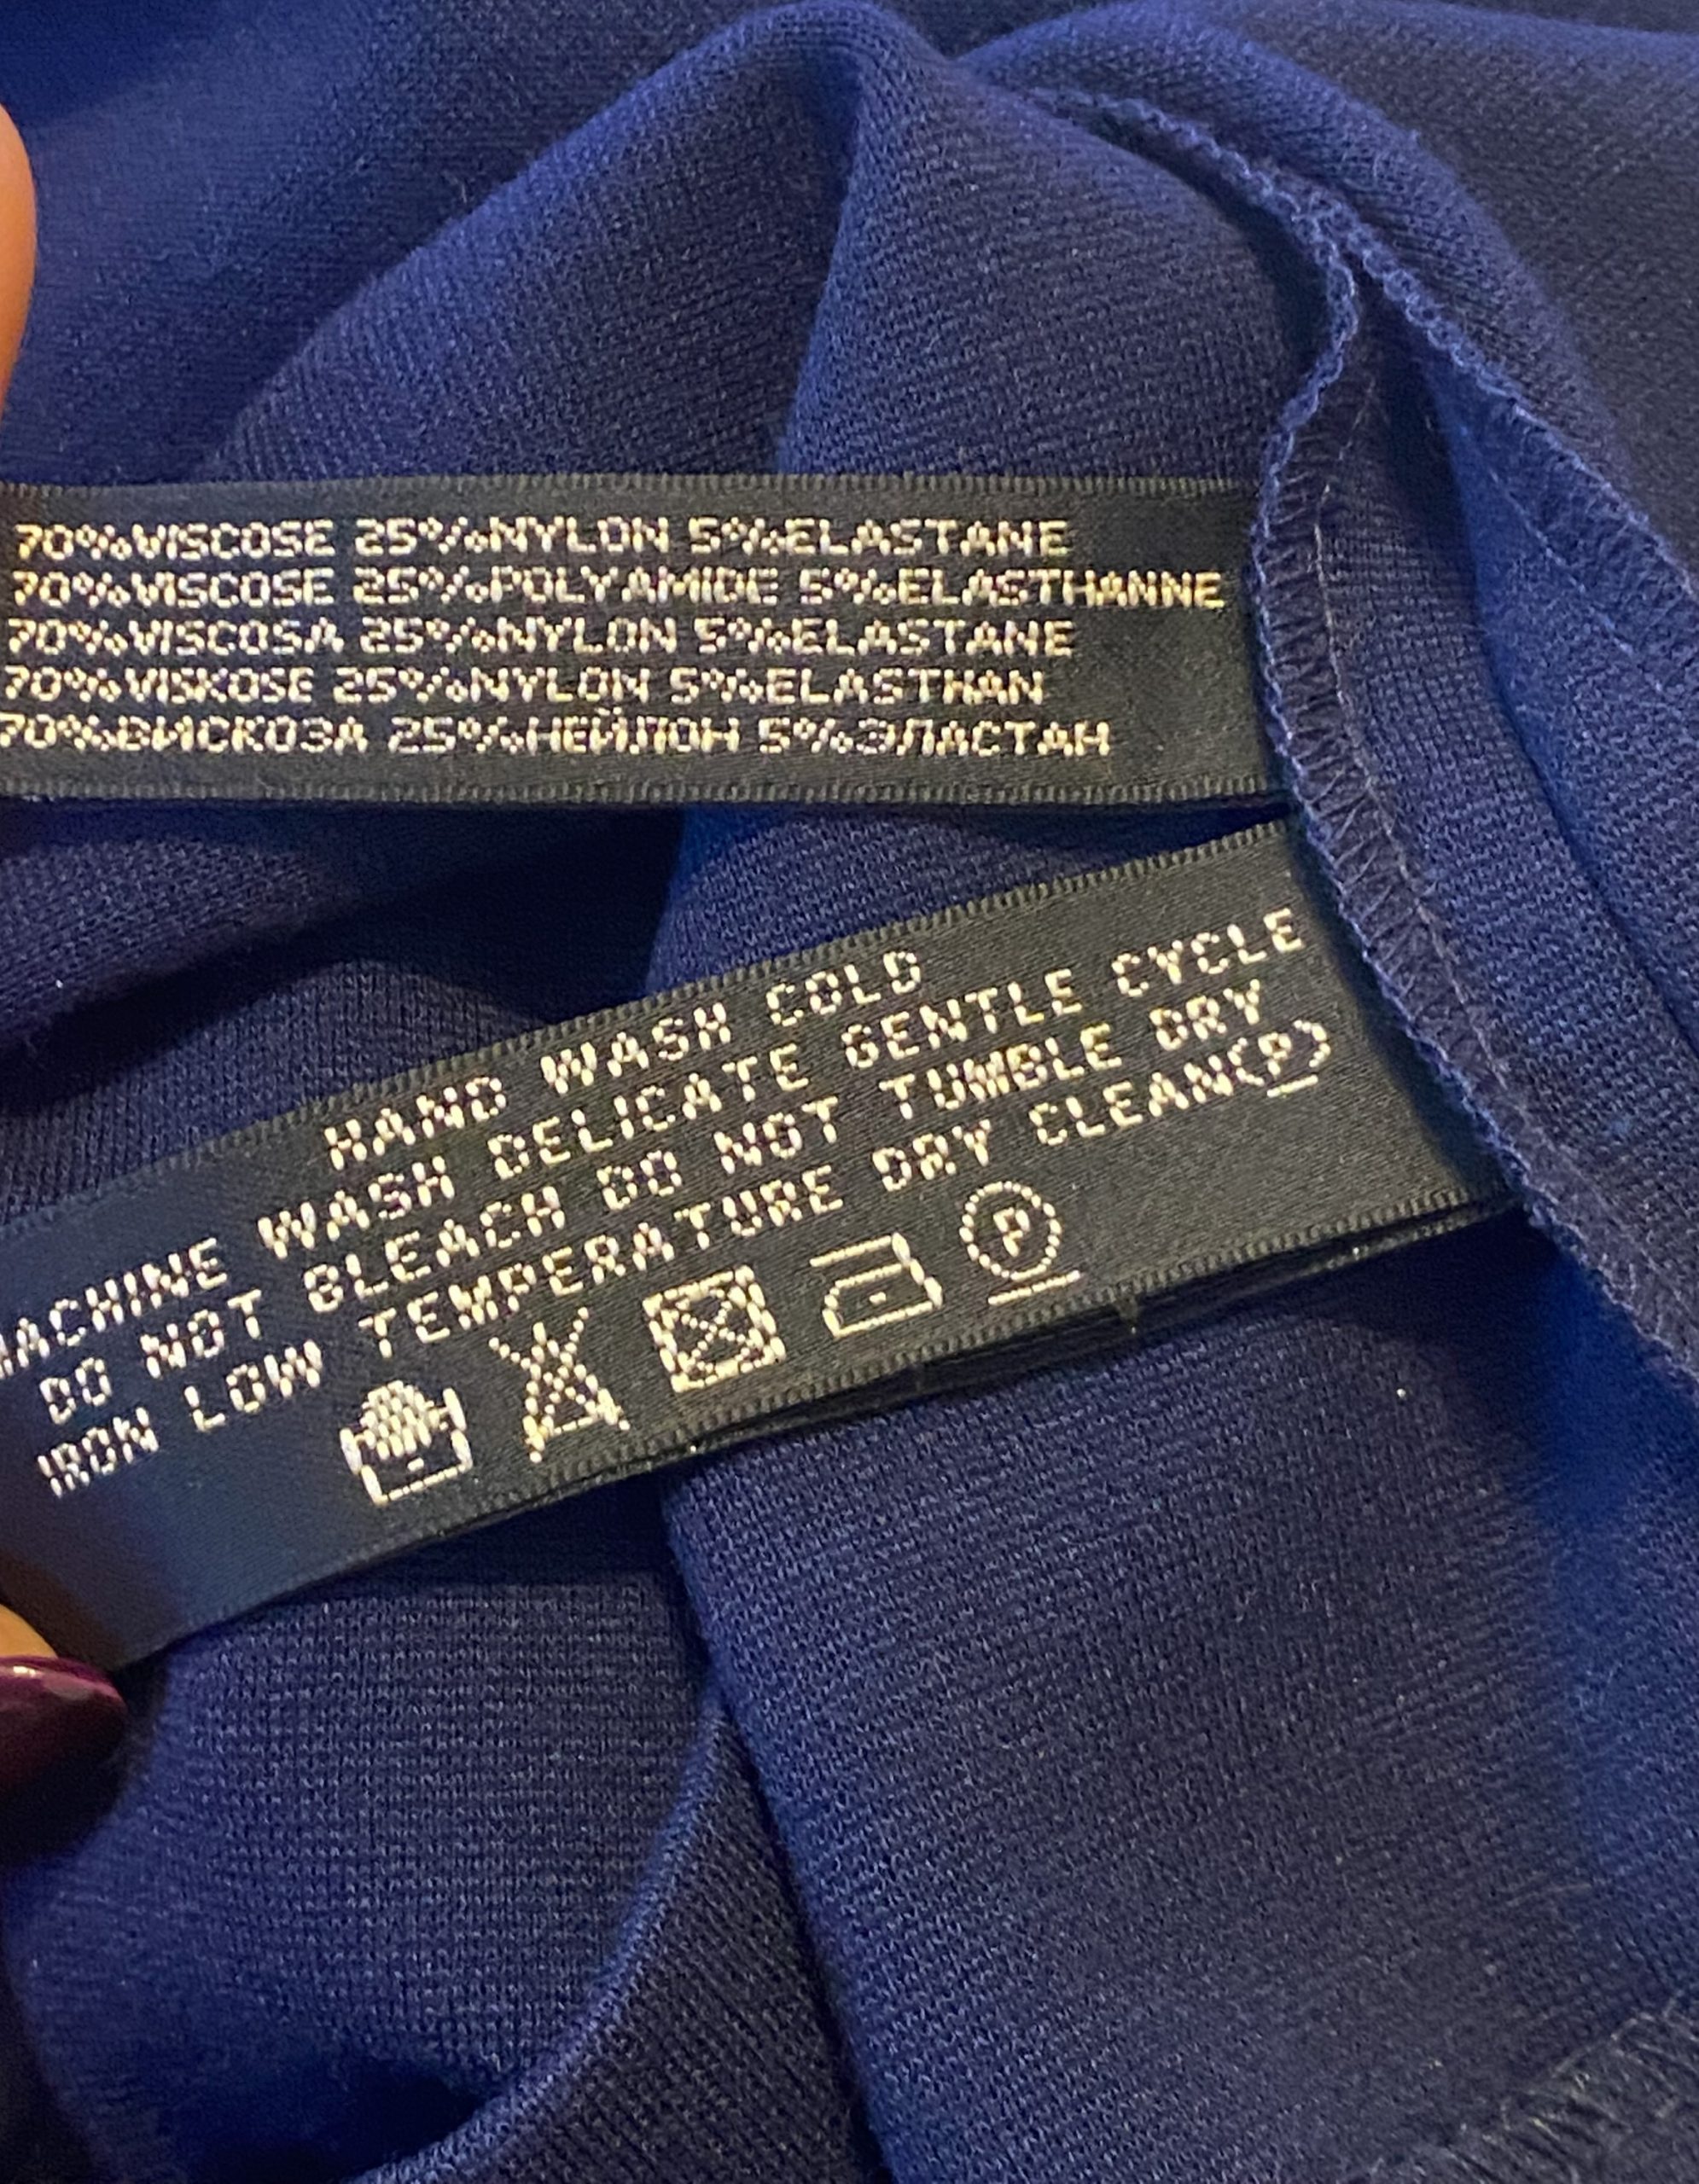 70%VISCOSE 25%NYLON 5%ELASTANE
70%VISCOSE 25%POLYAMIDE 5%ELASTHANNE
70%VISCOSA 25%NYLON 5%ELASTANE
70%VISKOSE 25%NYLON 5%ELASTHAN
70%ВИСКОЗА 25%НЕЙЛОН 5%ЭЛАСТАН
HAND WASH COLD
MACHINE WASH DELICATE GENTLE CYCLE
DO NOT BLEACH DO NOT TUMBLE DRY
IRON LOW TEMPERATURE DRY CLEAN(P)
P